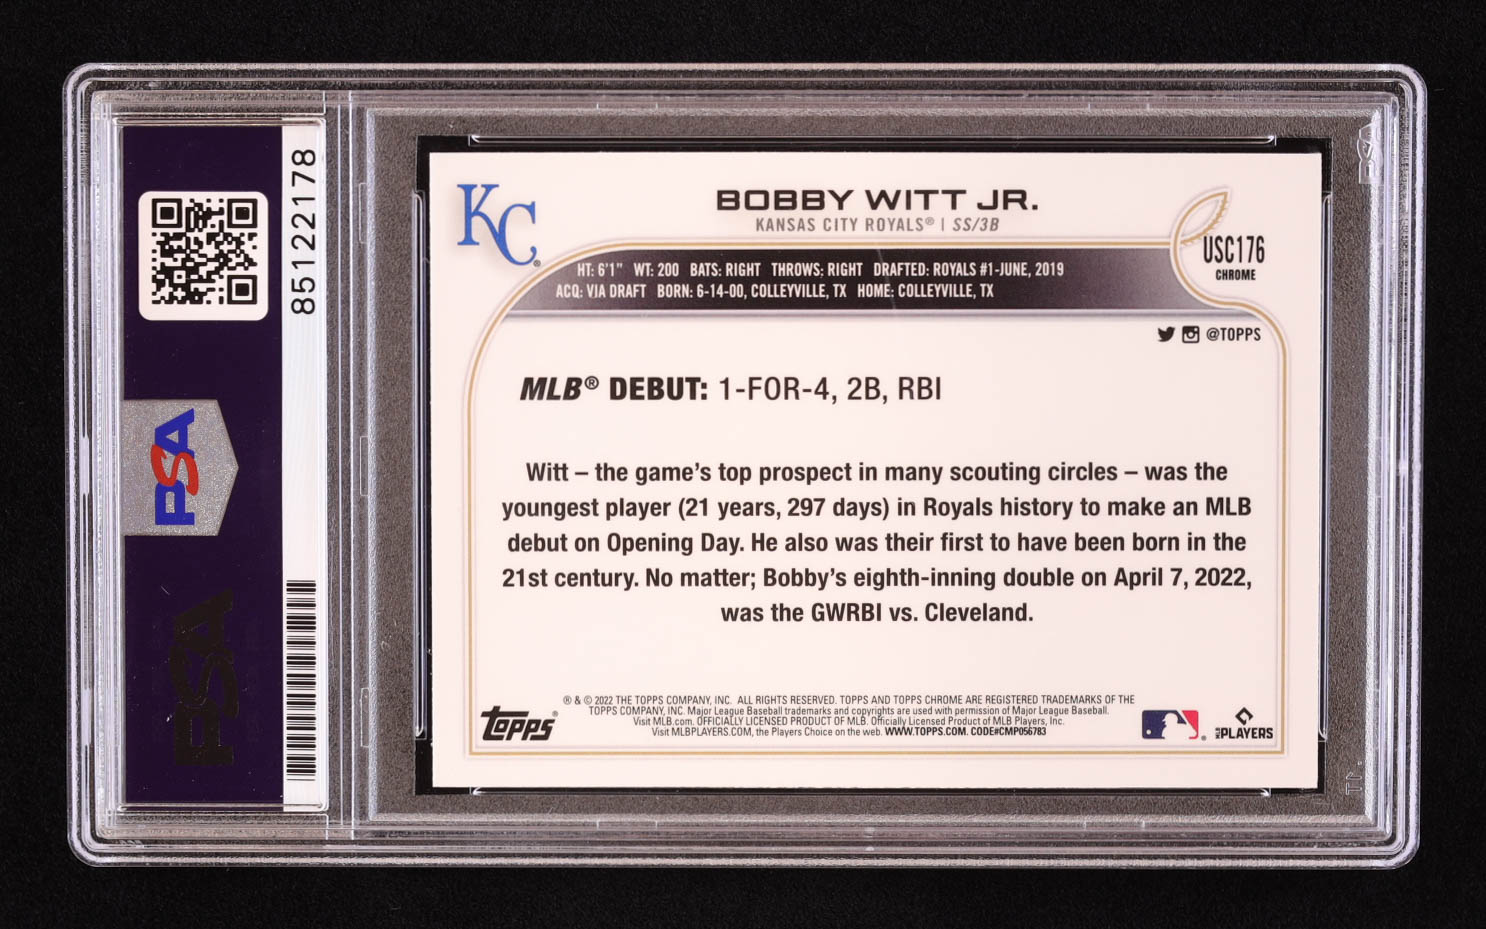 85122178
PSA
PSA
KC
BOBBY WITT JR.
KANSAS CITY ROYALS® | SS/3B
USC176
CHROME
HT: 6'1" WT: 200 BATS: RIGHT THROWS: RIGHT DRAFTED: ROYALS #1-JUNE, 2019
ACQ: VIA DRAFT BORN: 6-14-00, COLLEYVILLE, TX HOME: COLLEYVILLE, TX
@TOPPS
MLB® DEBUT: 1-FOR-4, 2B, RBI
Witt – the game's top prospect in many scouting circles – was the
youngest player (21 years, 297 days) in Royals history to make an MLB
debut on Opening Day. He also was their first to have been born in the
21st century. No matter; Bobby's eighth-inning double on April 7, 2022,
was the GWRBI vs. Cleveland.
topps®
® & © 2022 THE TOPPS COMPANY, INC. ALL RIGHTS RESERVED. TOPPS AND TOPPS CHROME ARE REGISTERED TRADEMARKS OF THE
TOPPS COMPANY, INC. Major League Baseball trademarks and copyrights are used with permission of Major League Baseball.
Visit MLB.com. OFFICIALLY LICENSED PRODUCT OF MLB. Officially Licensed Product of MLB Players, Inc.
Visit MLBPLAYERS.COM, the Players Choice on the web. WWW.TOPPS.COM. CODE#CMP056783
MLB PLAYERS
PSA